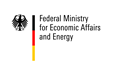 Federal Ministry
for Economic Affairs
and Energy